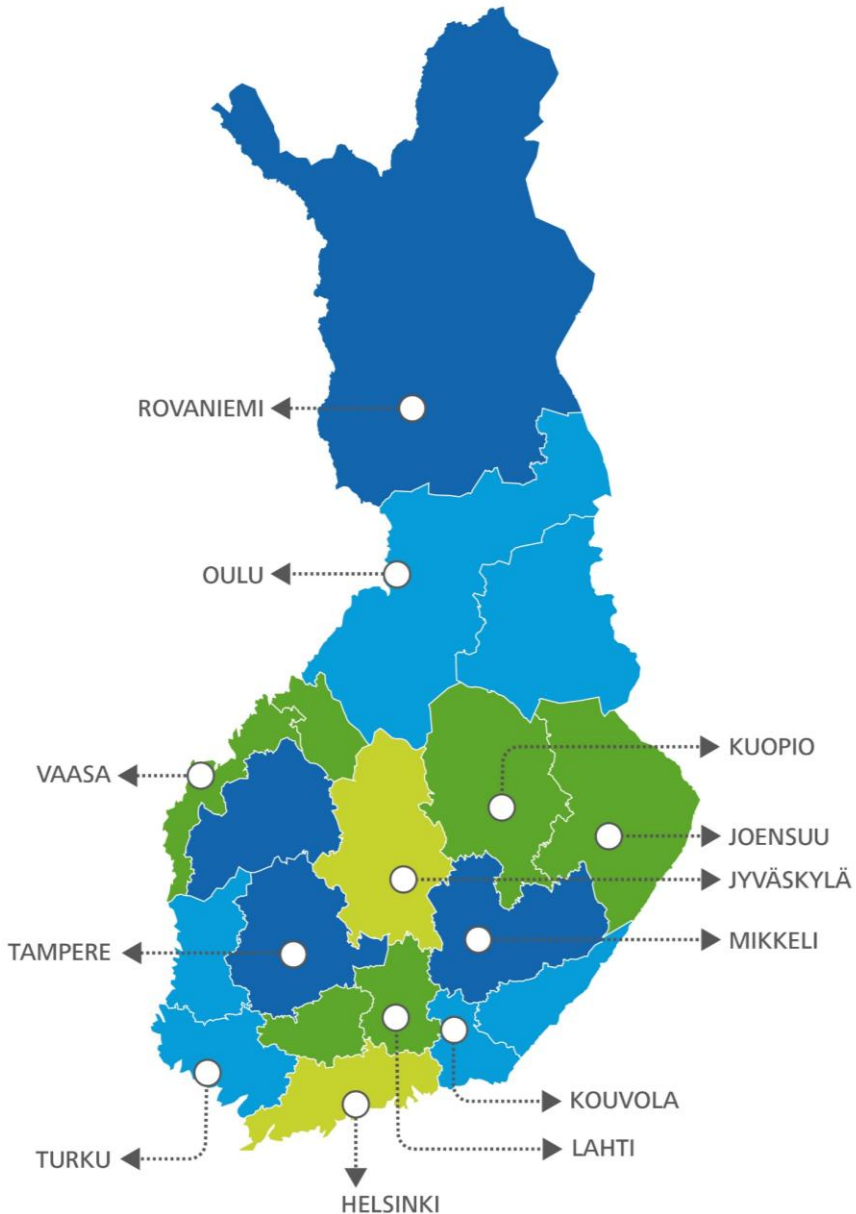 ROVANIEMI
OULU
KUOPIO
VAASA
JOENSUU
JYVÄSKYLÄ
MIKKELI
TAMPERE
KOUVOLA
LAHTI
TURKU
HELSINKI